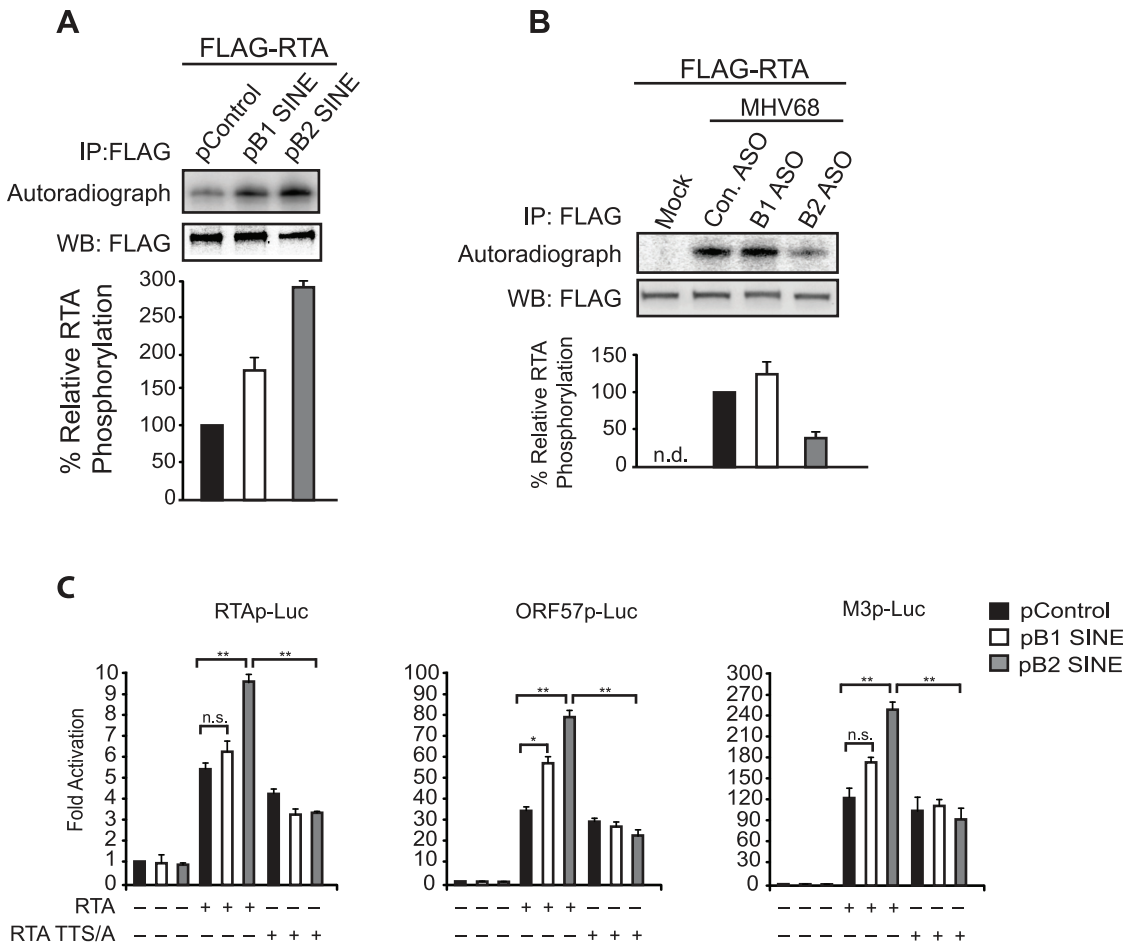 A
FLAG-RTA
pControl
pB1 SINE
pB2 SINE
IP:FLAG
Autoradiograph
WB: FLAG
% Relative RTA
Phosphorylation
300
250
200
150
100
50
0
B
FLAG-RTA
MHV68
Mock
Con. ASO
B1 ASO
B2 ASO
IP: FLAG
Autoradiograph
WB: FLAG
% Relative RTA
Phosphorylation
150
100
50
0
n.d.
C
RTAp-Luc
Fold Activation
10
9
8
7
6
5
4
3
2
1
0
** **
n.s.
ORF57p-Luc
100
90
80
70
60
50
40
30
20
10
0
** **
*
M3p-Luc
300
270
240
210
180
150
120
90
60
30
0
** **
n.s.
pControl
pB1 SINE
pB2 SINE
RTA – – – + + + – – – – – – + + + – – – – – – + + + – – –
RTA TTS/A – – – – – – + + + – – – – – – + + + – – – – – – + + +